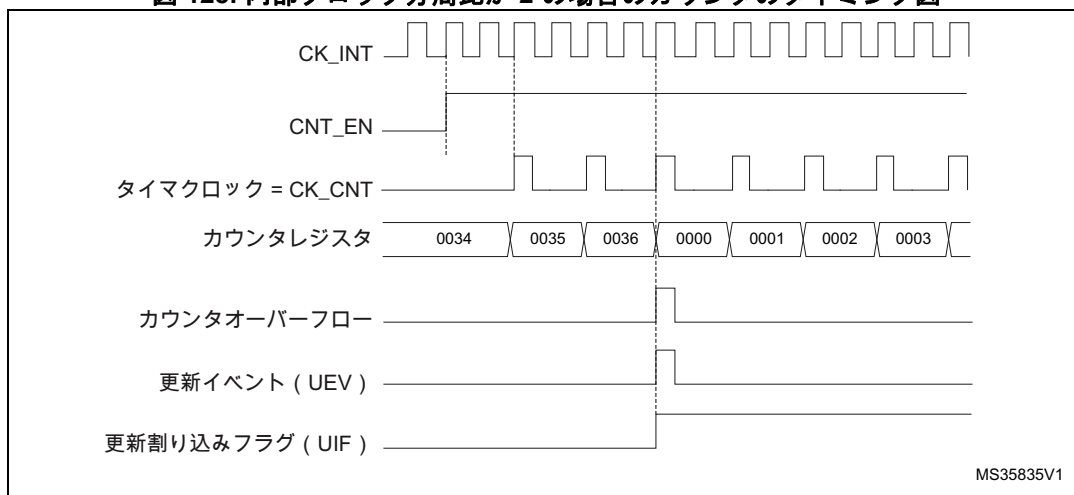 CK_INT
CNT_EN
タイマクロック = CK_CNT
カウンタレジスタ
0034 0035 0036 0000 0001 0002 0003
カウンタオーバーフロー
更新イベント ( UEV )
更新割り込みフラグ ( UIF )
MS35835V1